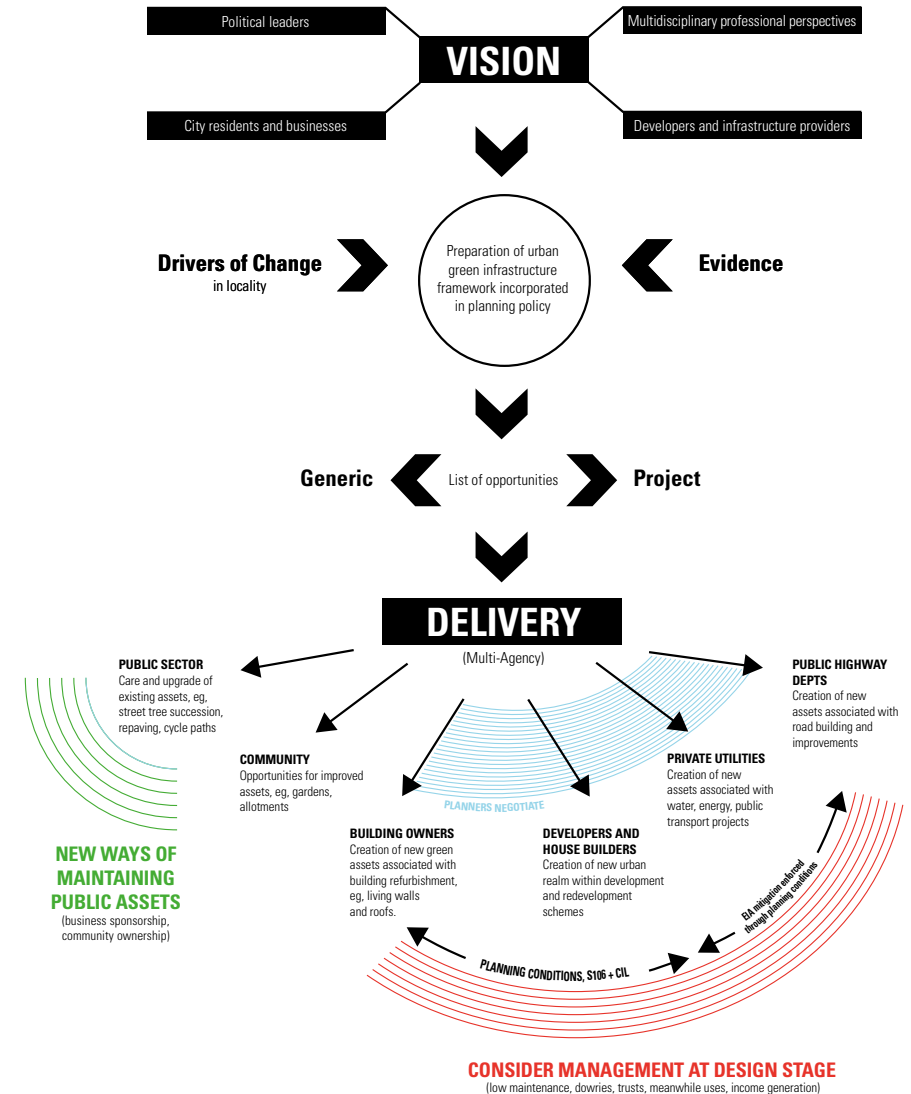 Political leaders
Multidisciplinary professional perspectives
VISION
City residents and businesses
Developers and infrastructure providers
Drivers of Change
in locality
Preparation of urban
green infrastructure
framework incorporated
in planning policy
Evidence
Generic
List of opportunities
Project
DELIVERY
(Multi-Agency)
PUBLIC SECTOR
Care and upgrade of
existing assets, eg,
street tree succession,
repaving, cycle paths
COMMUNITY
Opportunities for improved
assets, eg, gardens,
allotments
PLANNERS NEGOTIATE
BUILDING OWNERS
Creation of new green
assets associated with
building refurbishment,
eg, living walls
and roofs.
DEVELOPERS AND
HOUSE BUILDERS
Creation of new urban
realm within development
and redevelopment
schemes
PRIVATE UTILITIES
Creation of new
assets associated with
water, energy, public
transport projects
PUBLIC HIGHWAY
DEPTS
Creation of new
assets associated with
road building and
improvements
NEW WAYS OF
MAINTAINING
PUBLIC ASSETS
(business sponsorship,
community ownership)
PLANNING CONDITIONS, S106 + CIL
EIA mitigation enforced
through planning conditions
CONSIDER MANAGEMENT AT DESIGN STAGE
(low maintenance, dowries, trusts, meanwhile uses, income generation)